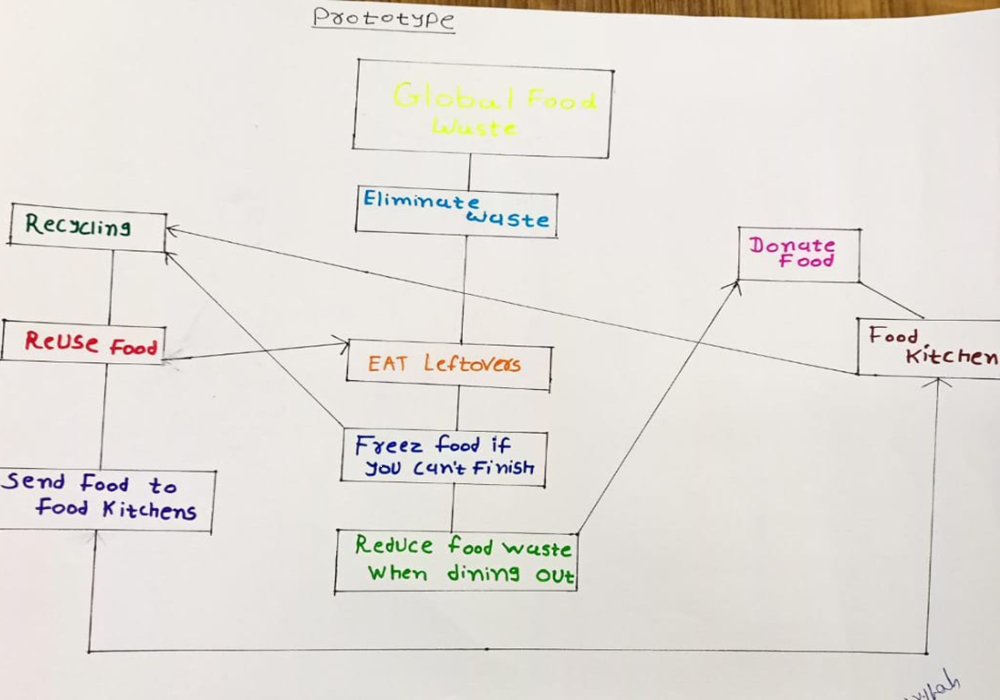 Prototype
Global Food
Waste
Eliminate
Waste
Recycling
Donate
Food
Reuse Food
EAT Leftovers
Food
Kitchen
Freez food if
you can't Finish
Send Food to
Food Kitchens
Reduce food waste
When dining out